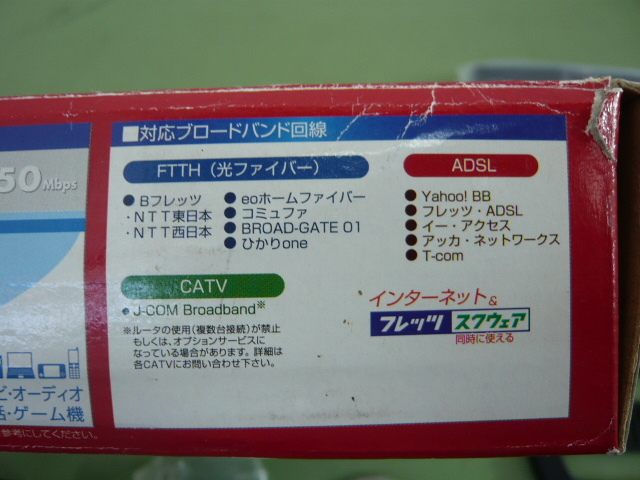 ■対応ブロードバンド回線
FTTH（光ファイバー）
● Bフレッツ
・NTT東日本
・NTT西日本
● eoホームファイバー
● コミュファ
● BROAD-GATE 01
● ひかりone
ADSL
● Yahoo! BB
● フレッツ・ADSL
● イー・アクセス
● アッカ・ネットワークス
● T-com
CATV
● J-COM Broadband※
※ルータの使用（複数台接続）が禁止
もしくは、オプションサービスに
なっている場合があります。詳細は
各CATVにお問い合わせ下さい。
インターネット&
フレッツ スクウェア
同時に使える
50Mbps
ビ・オーディオ
話・ゲーム機
参考にしてください。